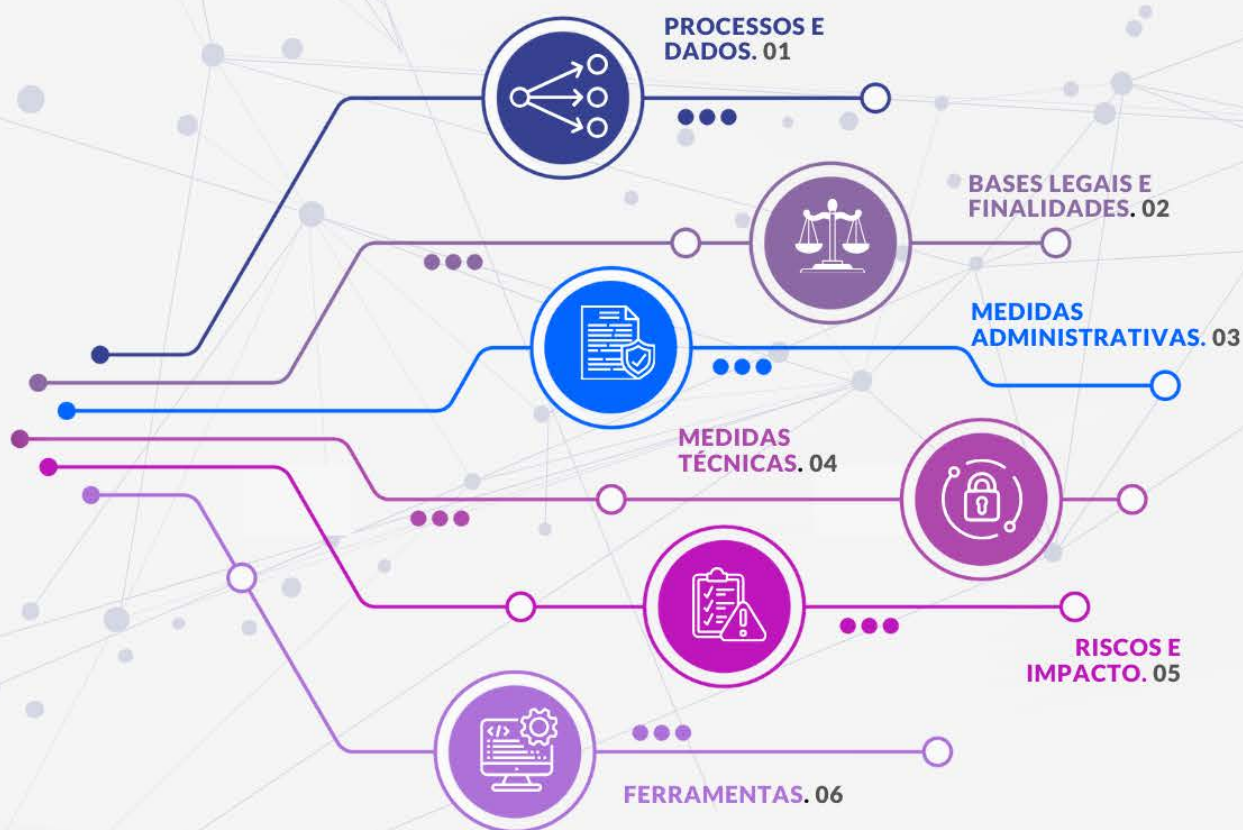 PROCESSOS E
DADOS. 01
BASES LEGAIS E
FINALIDADES. 02
MEDIDAS
ADMINISTRATIVAS. 03
MEDIDAS
TÉCNICAS. 04
RISCOS E
IMPACTO. 05
</>
FERRAMENTAS. 06